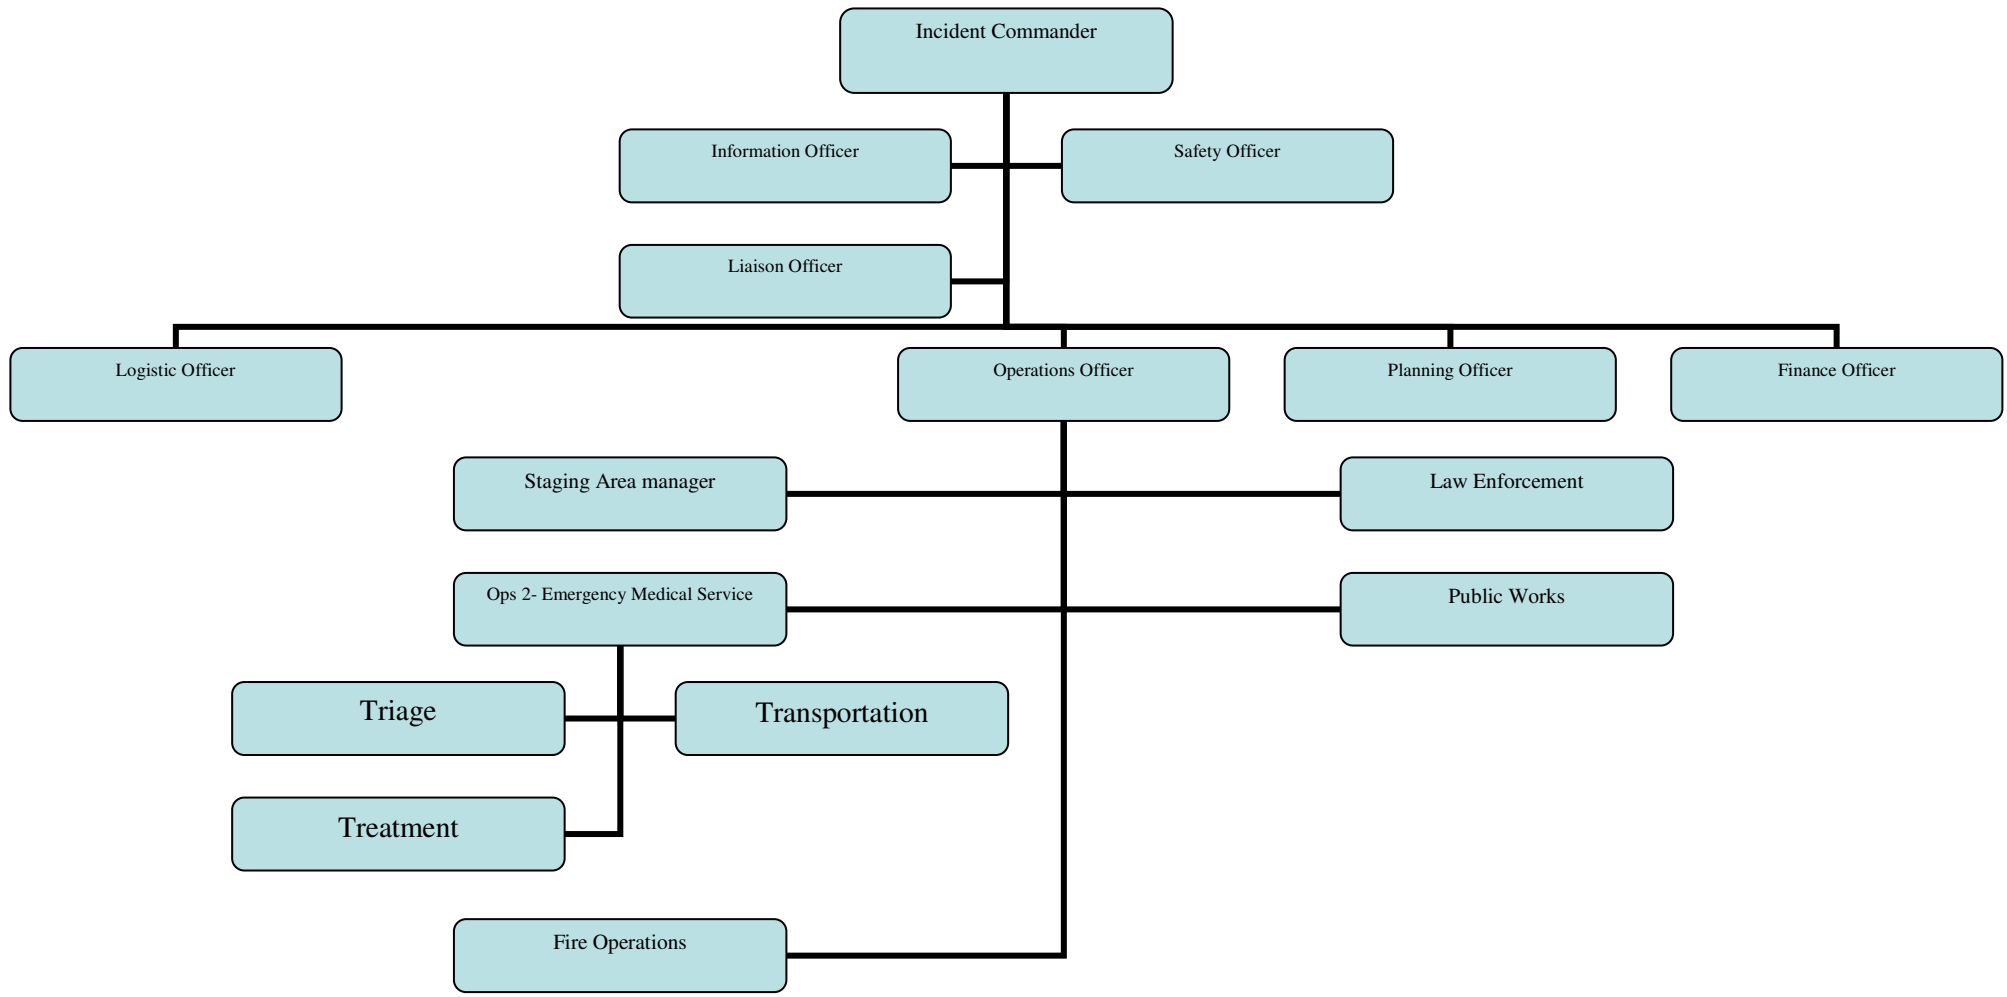 Incident Commander
Information Officer
Safety Officer
Liaison Officer
Logistic Officer
Operations Officer
Planning Officer
Finance Officer
Staging Area manager
Law Enforcement
Ops 2- Emergency Medical Service
Public Works
Triage
Transportation
Treatment
Fire Operations